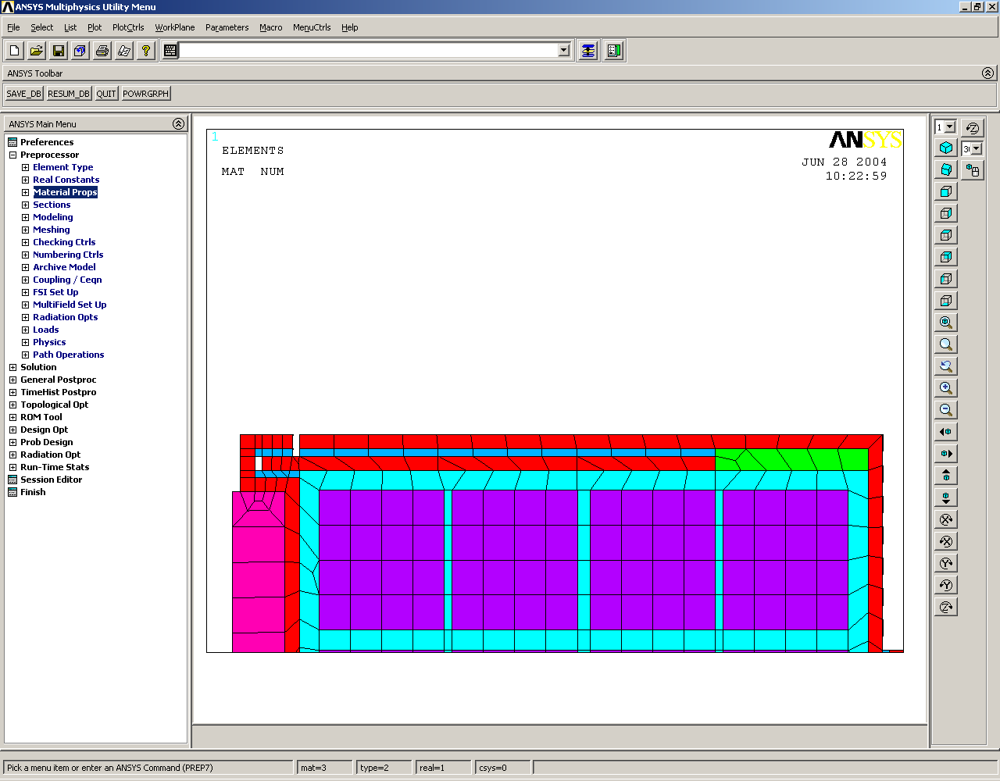 ANSYS Multiphysics Utility Menu
File Select List Plot PlotCtrls WorkPlane Parameters Macro MenuCtrls Help
ANSYS Toolbar
SAVE_DB RESUM_DB QUIT POWRGRPH
ANSYS Main Menu
Preferences
Preprocessor
Element Type
Real Constants
Material Props
Sections
Modeling
Meshing
Checking Ctrls
Numbering Ctrls
Archive Model
Coupling / Ceqn
FSI Set Up
MultiField Set Up
Radiation Opts
Loads
Physics
Path Operations
Solution
General Postproc
TimeHist Postpro
Topological Opt
ROM Tool
Design Opt
Prob Design
Radiation Opt
Run-Time Stats
Session Editor
Finish
1
ELEMENTS
MAT NUM
ANSYS
JUN 28 2004
10:22:59
1
Z
3
X
X
Y
Y
Z
Pick a menu item or enter an ANSYS Command (PREP7) mat=3 type=2 real=1 csys=0